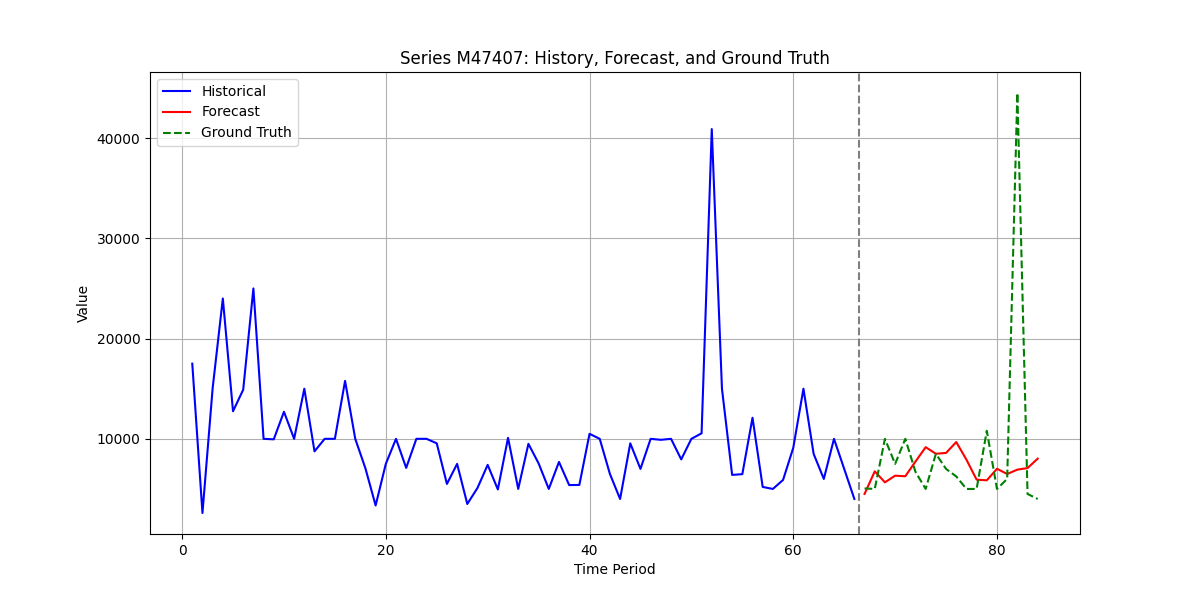 Series M47407: History, Forecast, and Ground Truth
Historical
Forecast
Ground Truth
40000
30000
20000
10000
Value
0
20
40
60
80
Time Period